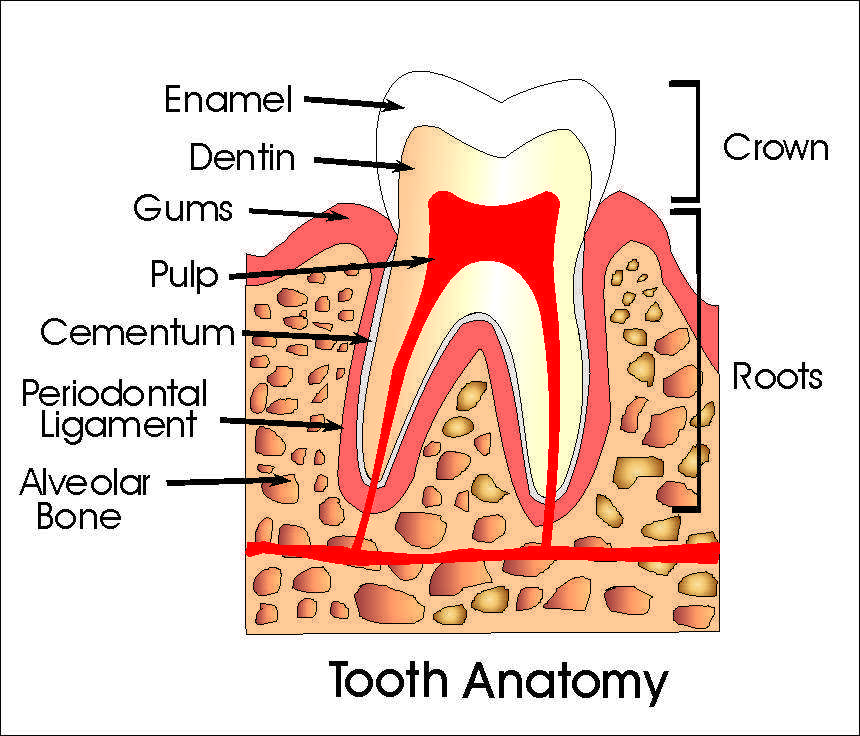 Enamel
Dentin
Gums
Pulp
Cementum
Periodontal
Ligament
Alveolar
Bone
Crown
Roots
Tooth Anatomy